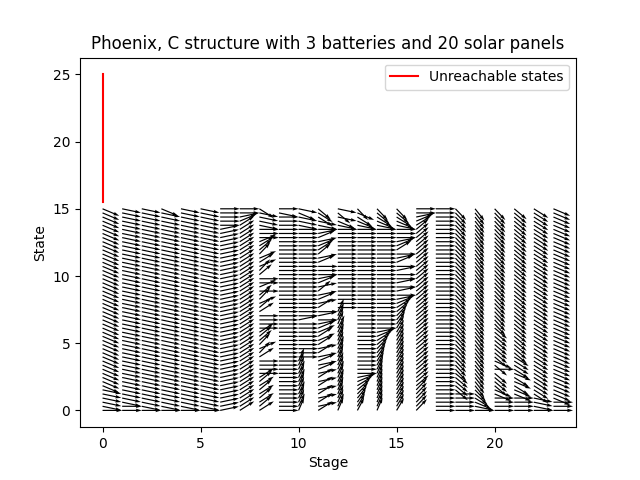 Phoenix, C structure with 3 batteries and 20 solar panels
Unreachable states
25
20
15
10
5
0
State
0 5 10 15 20
Stage